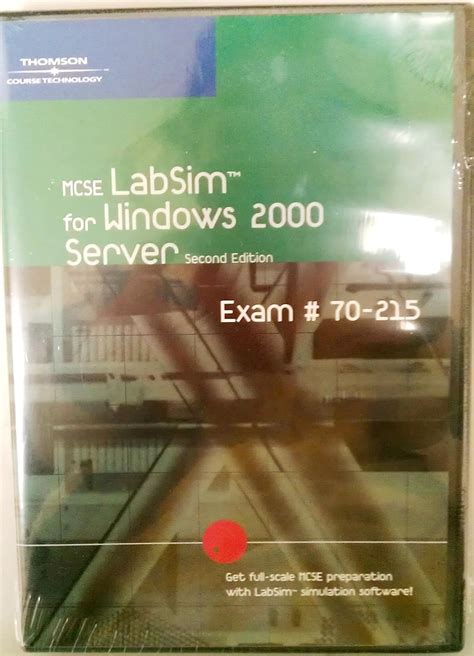 THOMSON
COURSE TECHNOLOGY
MCSE LabSim™
for Windows 2000
Server Second Edition
Exam # 70-215
Get full-scale MCSE preparation
with LabSim™ simulation software!